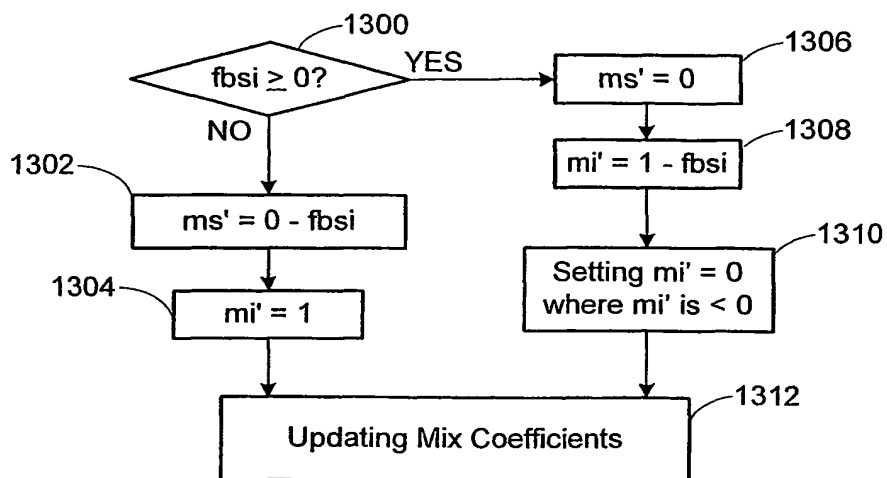 1300
fbsi ≥ 0?
YES
NO
1306
ms' = 0
1308
mi' = 1 - fbsi
1302
ms' = 0 - fbsi
1310
Setting mi' = 0
where mi' is < 0
1304
mi' = 1
1312
Updating Mix Coefficients